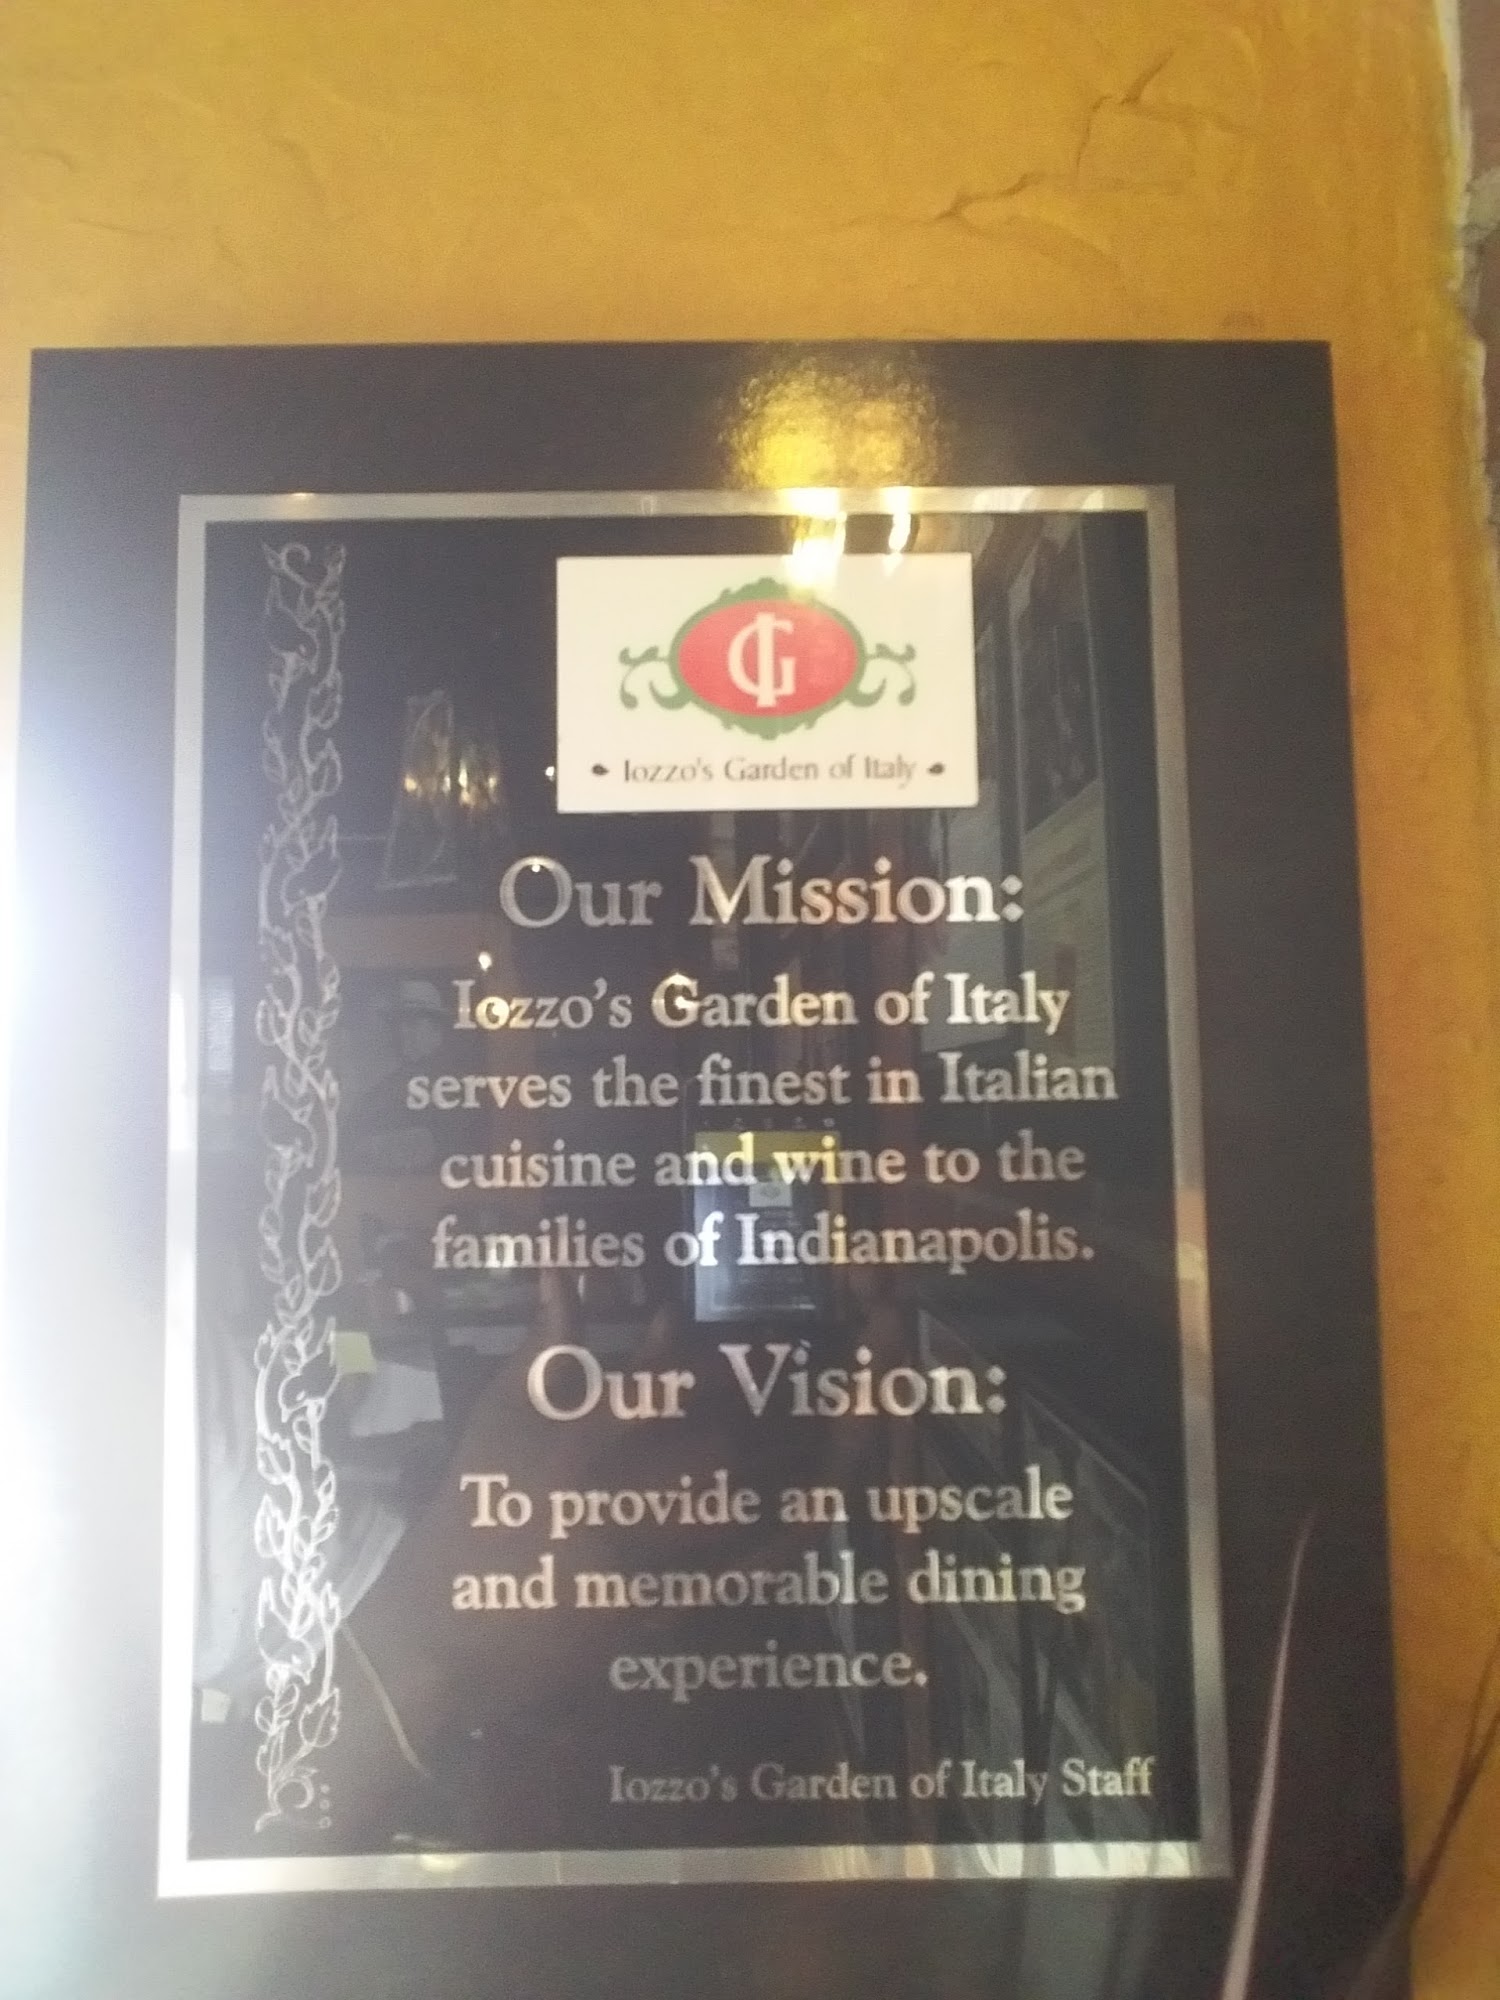 GI
• Iozzo's Garden of Italy •
Our Mission:
Iozzo's Garden of Italy
serves the finest in Italian
cuisine and wine to the
families of Indianapolis.
Our Vision:
To provide an upscale
and memorable dining
experience.
Iozzo's Garden of Italy Staff